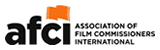 afci
ASSOCIATION OF
FILM COMMISSIONERS
INTERNATIONAL